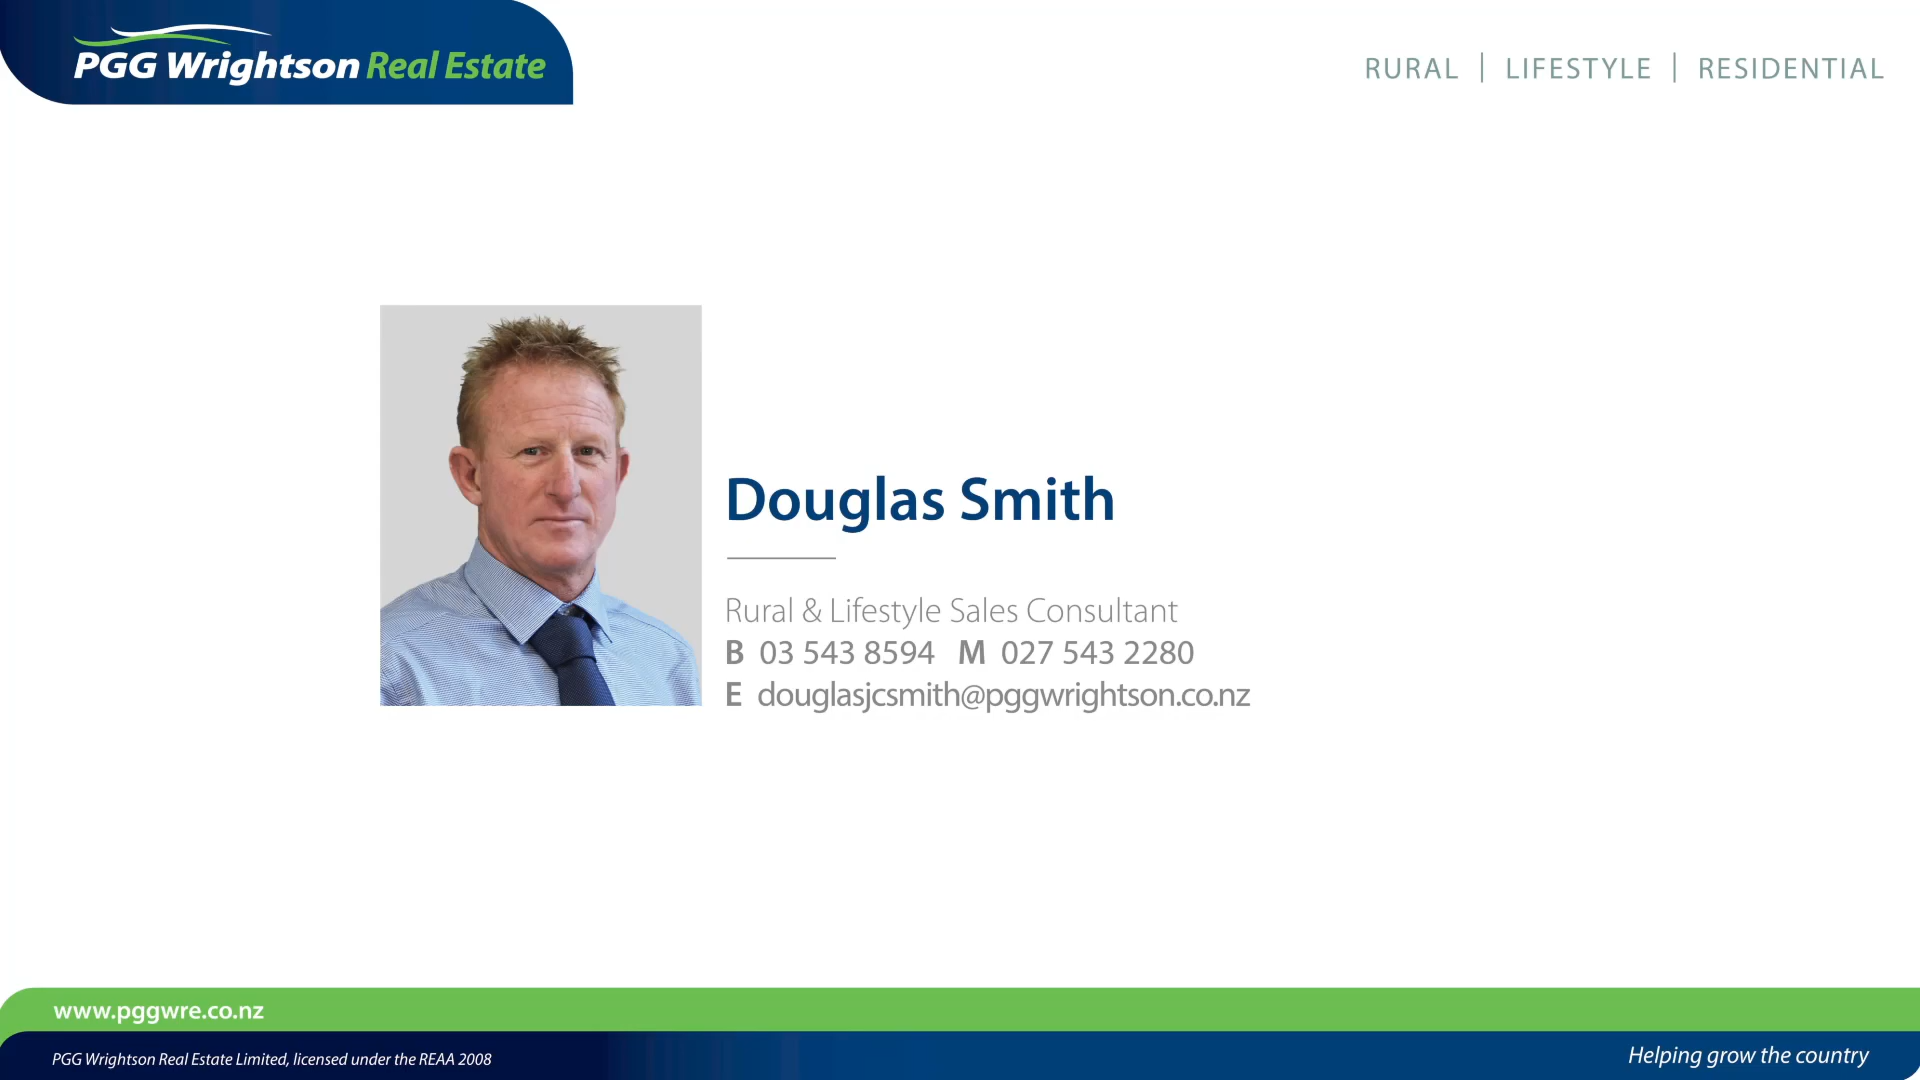 PGG Wrightson Real Estate
RURAL | LIFESTYLE | RESIDENTIAL
Douglas Smith
Rural & Lifestyle Sales Consultant
B 03 543 8594 M 027 543 2280
E douglasjcsmith@pggwrightson.co.nz
www.pggwre.co.nz
PGG Wrightson Real Estate Limited, licensed under the REAA 2008
Helping grow the country